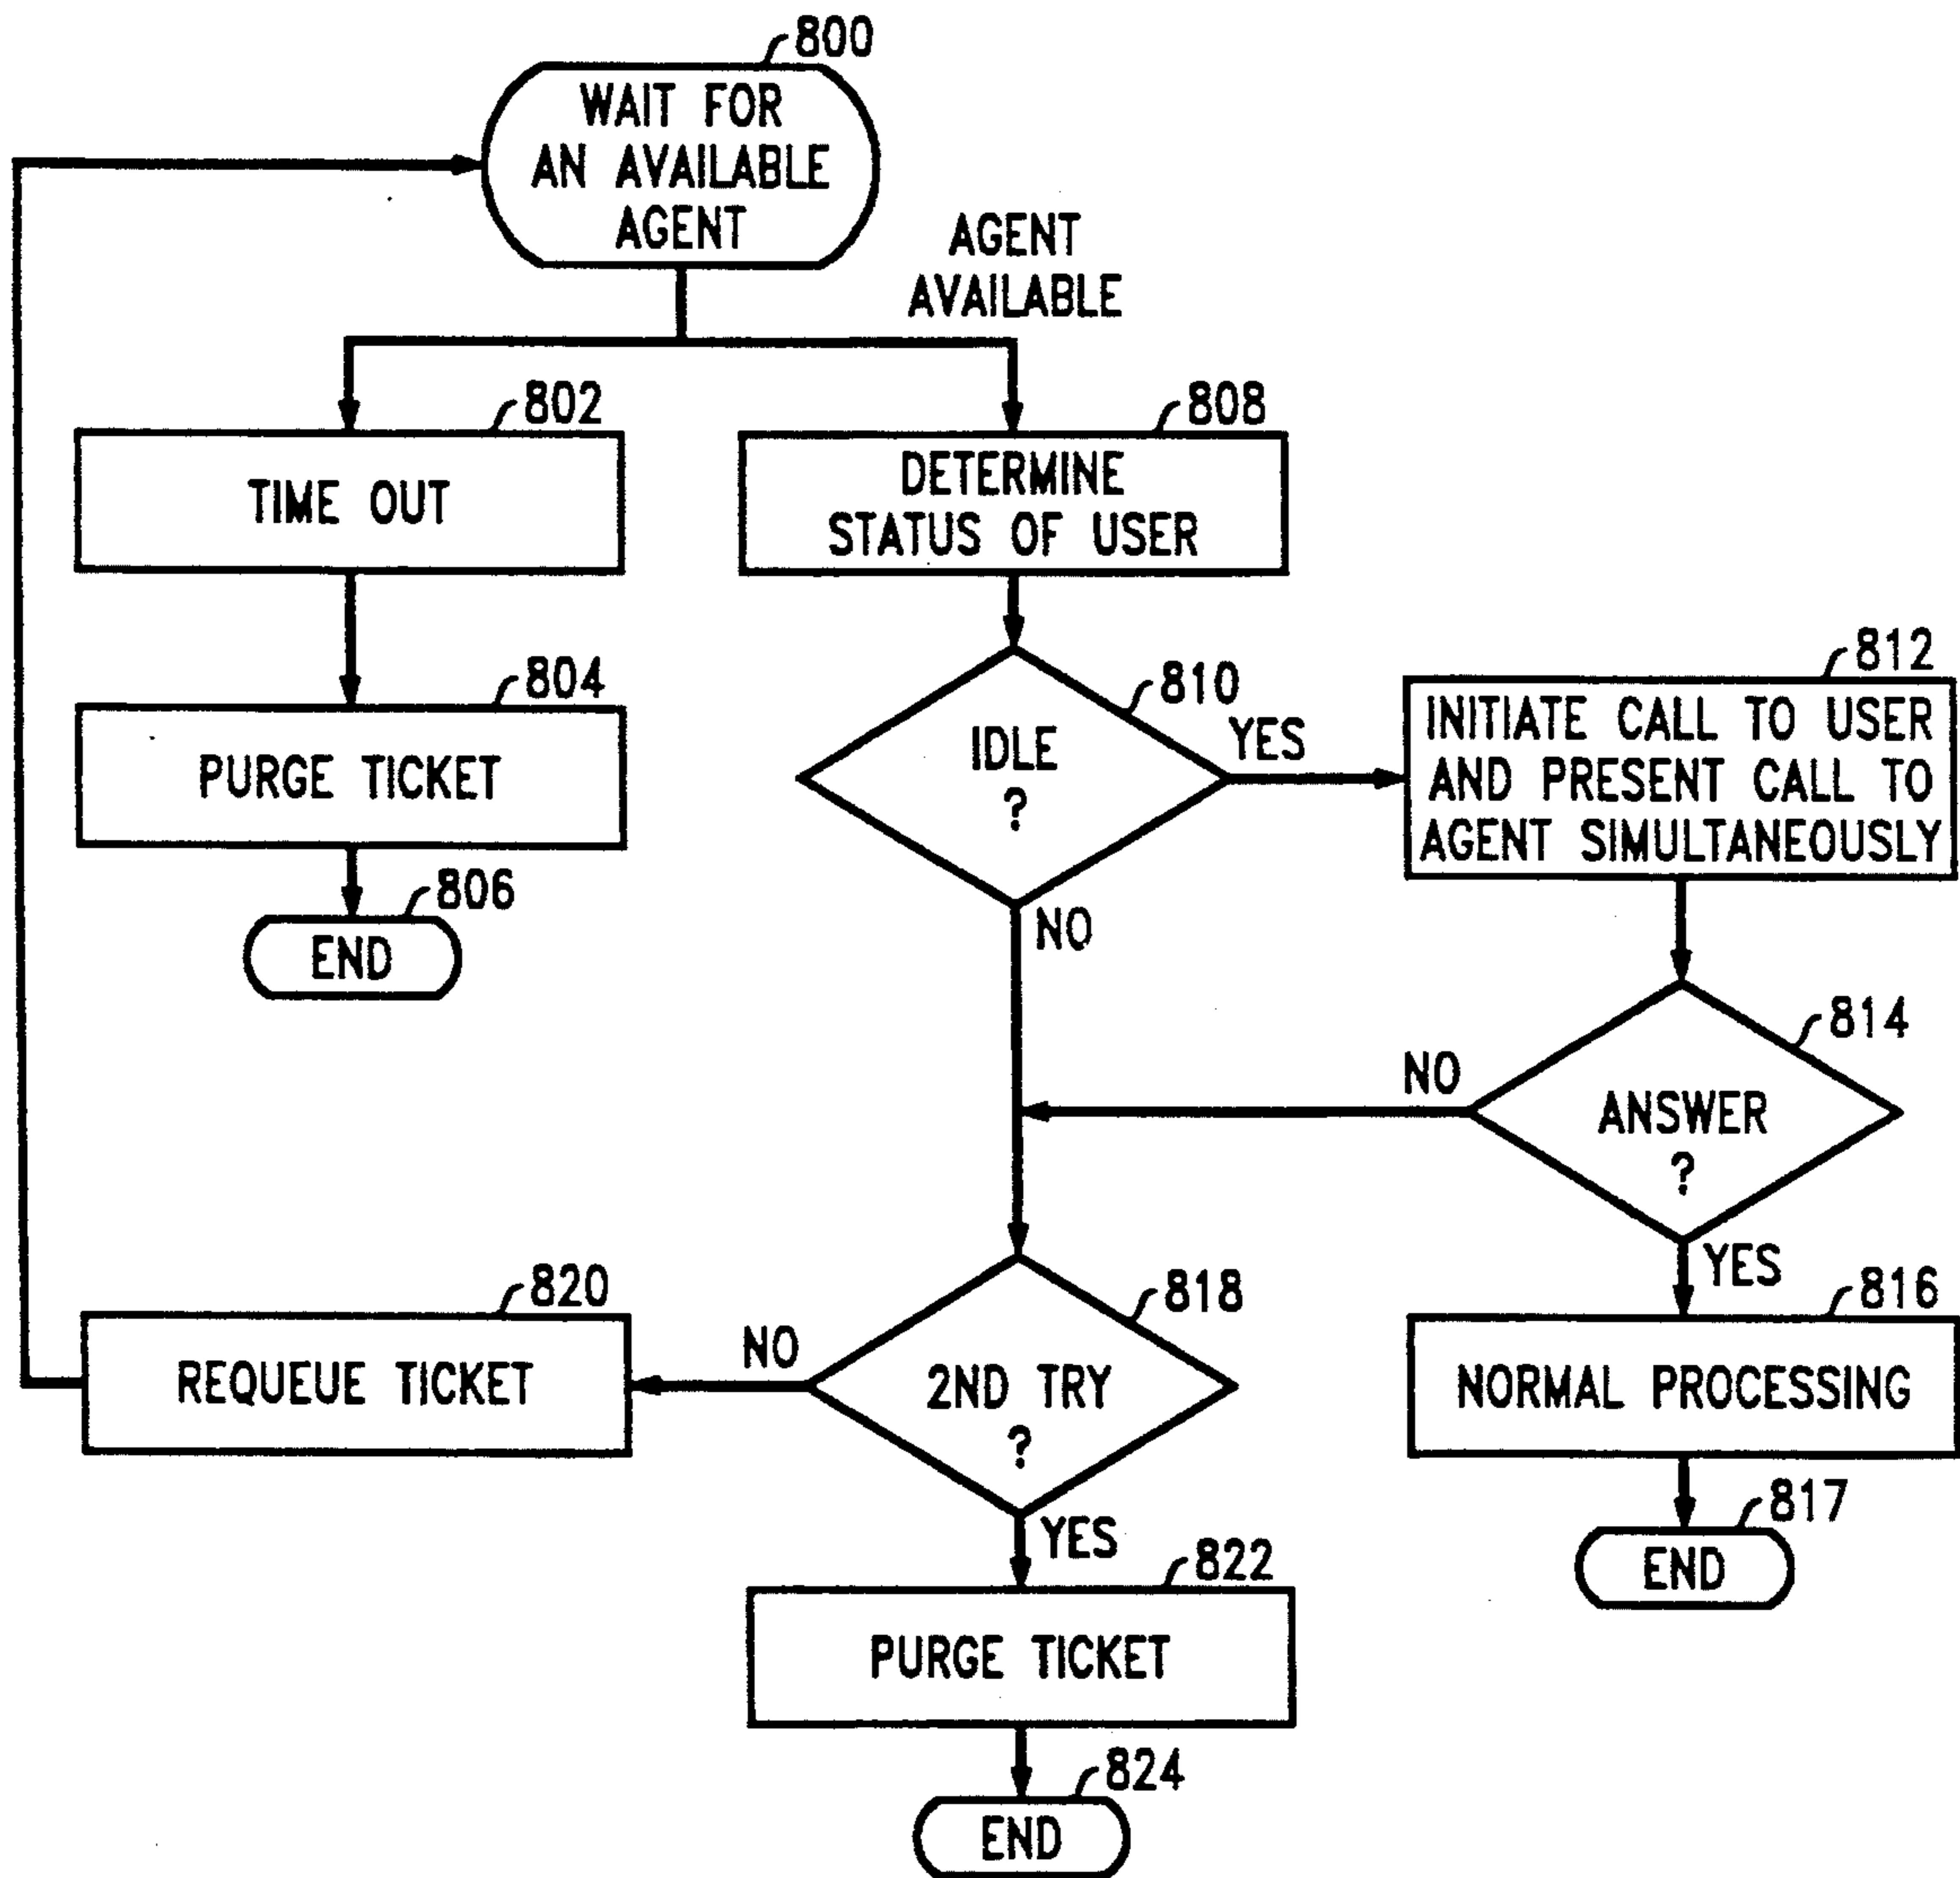 800
WAIT FOR
AN AVAILABLE
AGENT
AGENT
AVAILABLE
802
TIME OUT
808
DETERMINE
STATUS OF USER
804
PURGE TICKET
806
END
810
IDLE
?
YES
NO
812
INITIATE CALL TO USER
AND PRESENT CALL TO
AGENT SIMULTANEOUSLY
814
ANSWER
?
NO
YES
816
NORMAL PROCESSING
817
END
818
2ND TRY
?
NO
YES
820
REQUEUE TICKET
822
PURGE TICKET
824
END